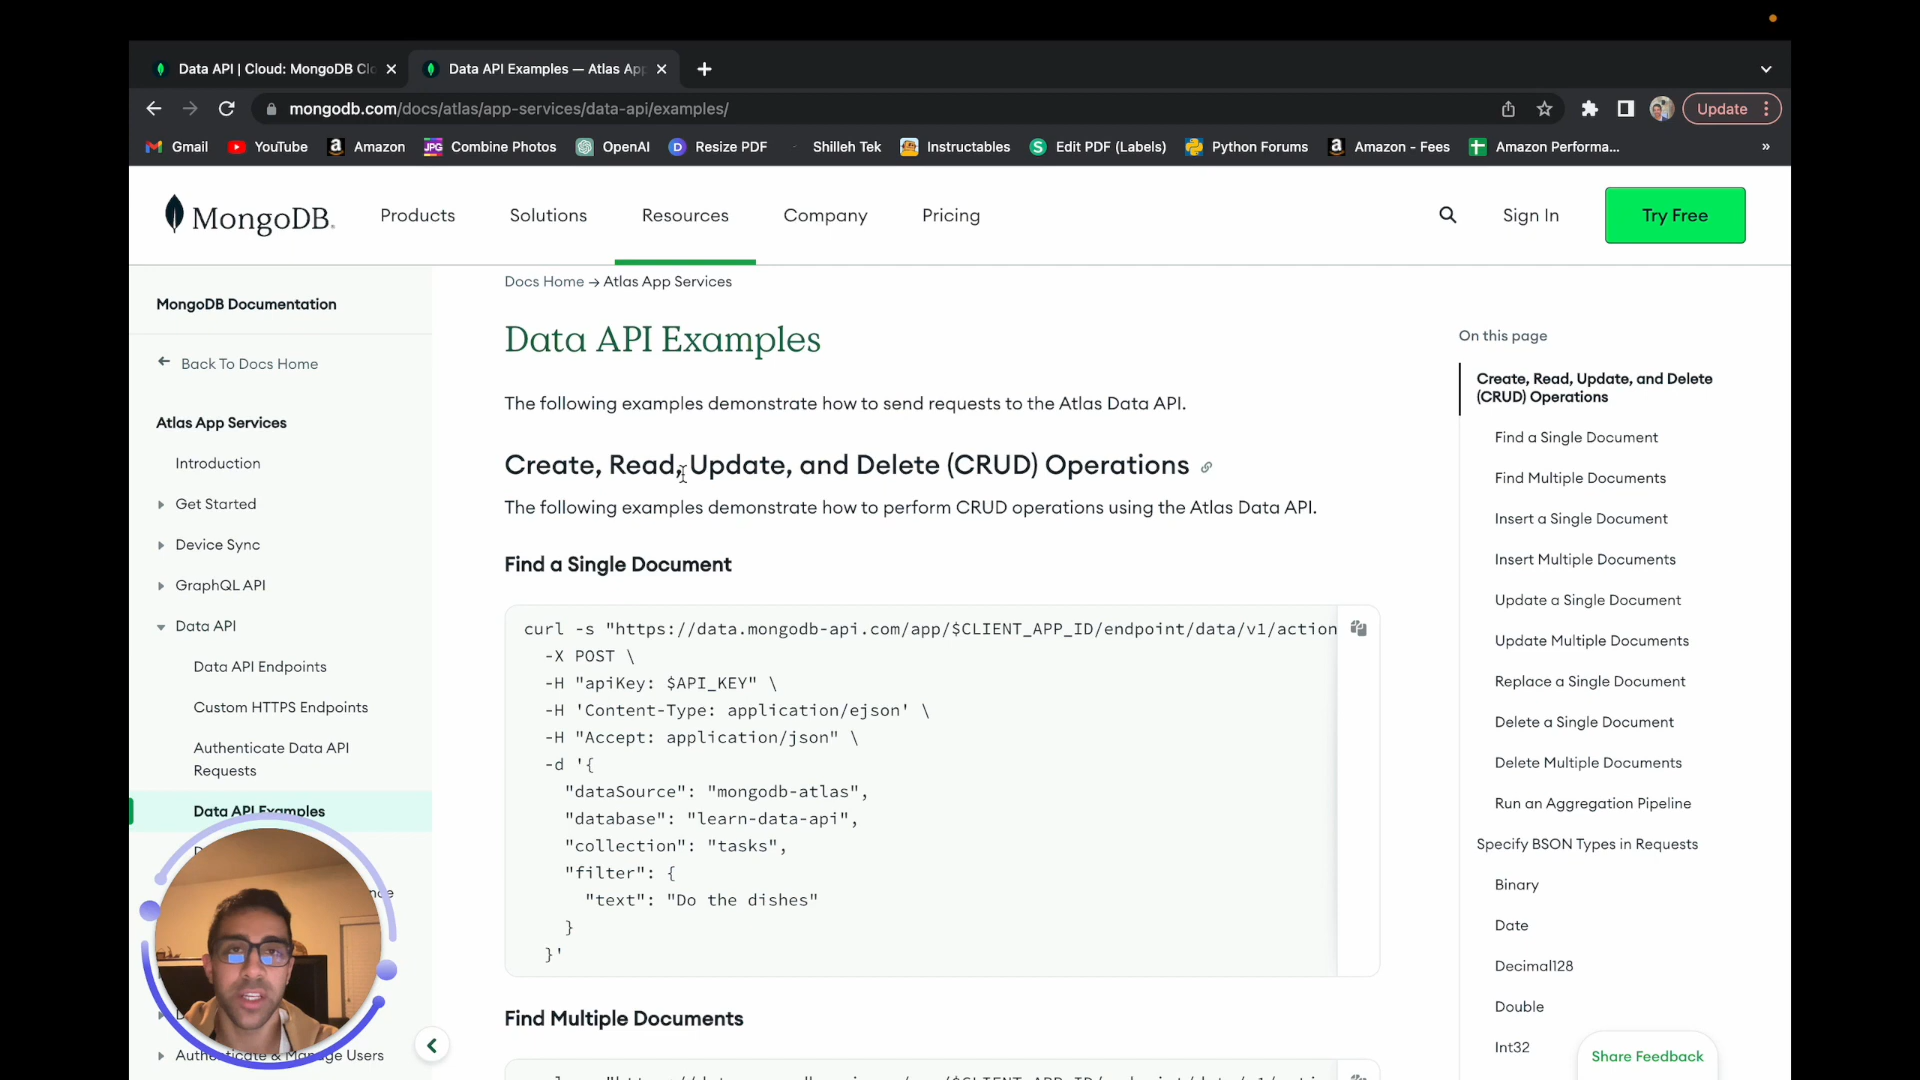 Data API | Cloud: MongoDB Clo
Data API Examples — Atlas App
mongodb.com/docs/atlas/app-services/data-api/examples/
Update
Gmail
YouTube
Amazon
JPG Combine Photos
OpenAI
D Resize PDF
Shilleh Tek
Instructables
S Edit PDF (Labels)
Python Forums
Amazon - Fees
Amazon Performa...
»
MongoDB.
Products
Solutions
Resources
Company
Pricing
Sign In
Try Free
MongoDB Documentation
Back To Docs Home
Atlas App Services
Introduction
Get Started
Device Sync
GraphQL API
Data API
Data API Endpoints
Custom HTTPS Endpoints
Authenticate Data API
Requests
Data API Examples
Authenticate & Manage Users
Docs Home → Atlas App Services
Data API Examples
The following examples demonstrate how to send requests to the Atlas Data API.
Create, Read, Update, and Delete (CRUD) Operations
The following examples demonstrate how to perform CRUD operations using the Atlas Data API.
Find a Single Document
curl -s "https://data.mongodb-api.com/app/$CLIENT_APP_ID/endpoint/data/v1/action
-X POST \
-H "apiKey: $API_KEY" \
-H 'Content-Type: application/ejson' \
-H "Accept: application/json" \
-d '{
"dataSource": "mongodb-atlas",
"database": "learn-data-api",
"collection": "tasks",
"filter": {
"text": "Do the dishes"
}
}'
Find Multiple Documents
On this page
Create, Read, Update, and Delete
(CRUD) Operations
Find a Single Document
Find Multiple Documents
Insert a Single Document
Insert Multiple Documents
Update a Single Document
Update Multiple Documents
Replace a Single Document
Delete a Single Document
Delete Multiple Documents
Run an Aggregation Pipeline
Specify BSON Types in Requests
Binary
Date
Decimal128
Double
Int32
Share Feedback